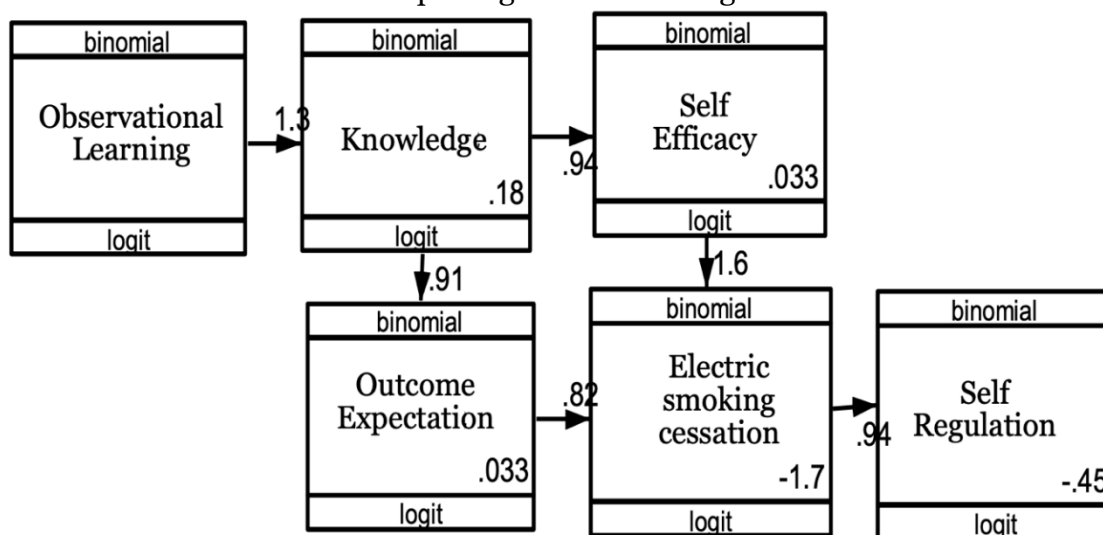 binomial
Observational
Learning
logit
1.3
binomial
Knowledge
.18
logit
.94
binomial
Self
Efficacy
.033
logit
.91
1.6
binomial
Outcome
Expectation
.033
logit
.82
binomial
Electric
smoking
cessation
-1.7
logit
.94
binomial
Self
Regulation
-.45
logit